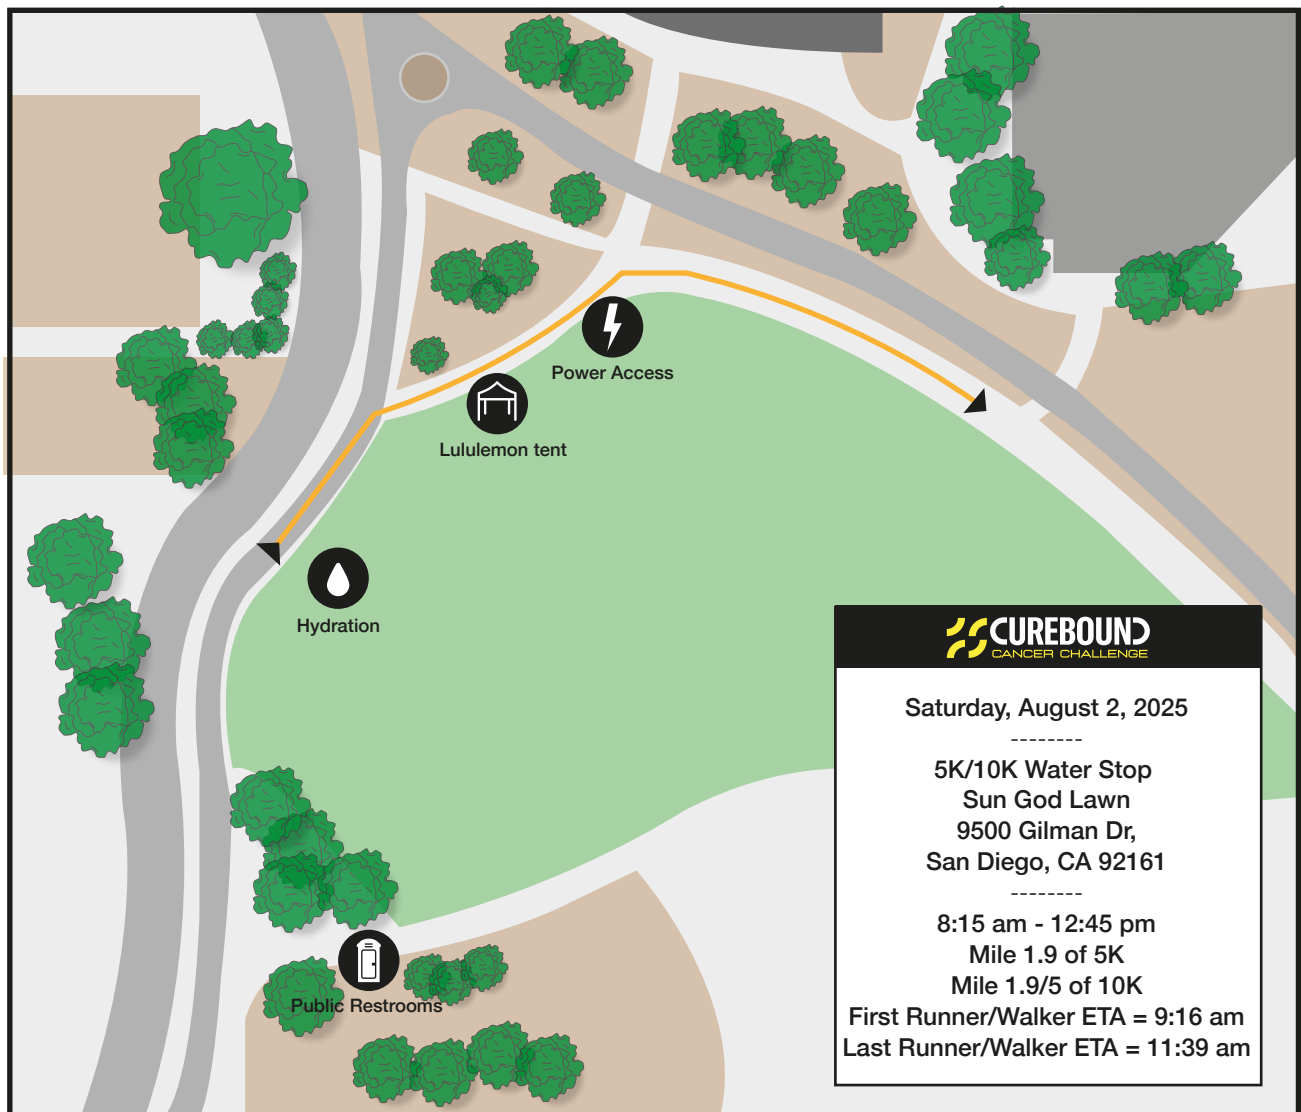 Power Access
Lululemon tent
Hydration
Public Restrooms
CUREBOUND
CANCER CHALLENGE
Saturday, August 2, 2025
--------
5K/10K Water Stop
Sun God Lawn
9500 Gilman Dr,
San Diego, CA 92161
--------
8:15 am - 12:45 pm
Mile 1.9 of 5K
Mile 1.9/5 of 10K
First Runner/Walker ETA = 9:16 am
Last Runner/Walker ETA = 11:39 am